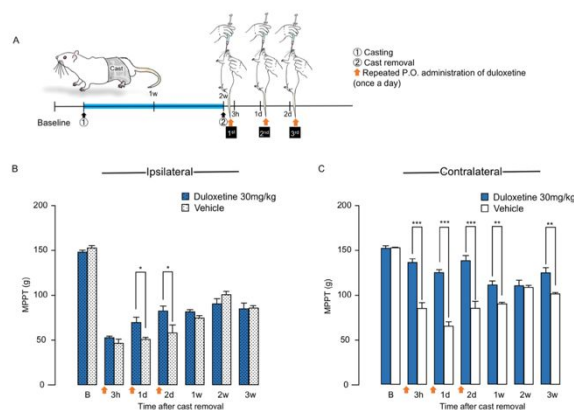 A
Cast
① Casting
② Cast removal
Repeated P.O. administration of duloxetine
(once a day)
1w
2w
3h
1d
2d
Baseline
①
②
1st
2nd
3rd
B
Ipsilateral
Duloxetine 30mg/kg
Vehicle
200
150
100
50
0
MPPT (g)
*
*
B
3h
1d
2d
1w
2w
3w
Time after cast removal
C
Contralateral
Duloxetine 30mg/kg
Vehicle
200
150
100
50
0
MPPT (g)
***
***
***
**
**
B
3h
1d
2d
1w
2w
3w
Time after cast removal